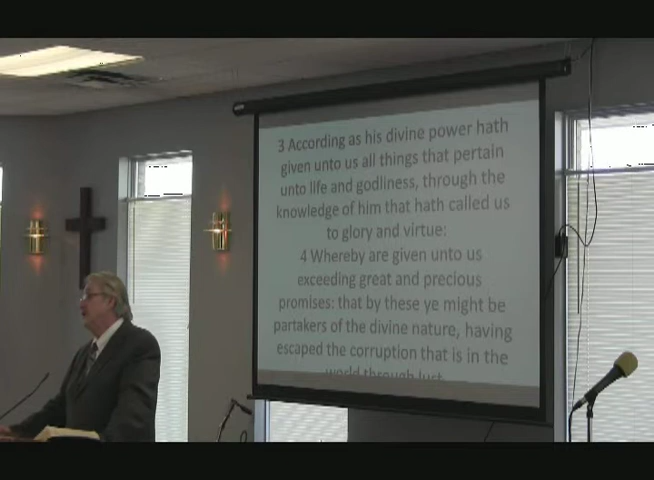 3 According as his divine power hath
given unto us all things that pertain
unto life and godliness, through the
knowledge of him that hath called us
to glory and virtue:
4 Whereby are given unto us
exceeding great and precious
promises: that by these ye might be
partakers of the divine nature, having
escaped the corruption that is in the
world through lust.